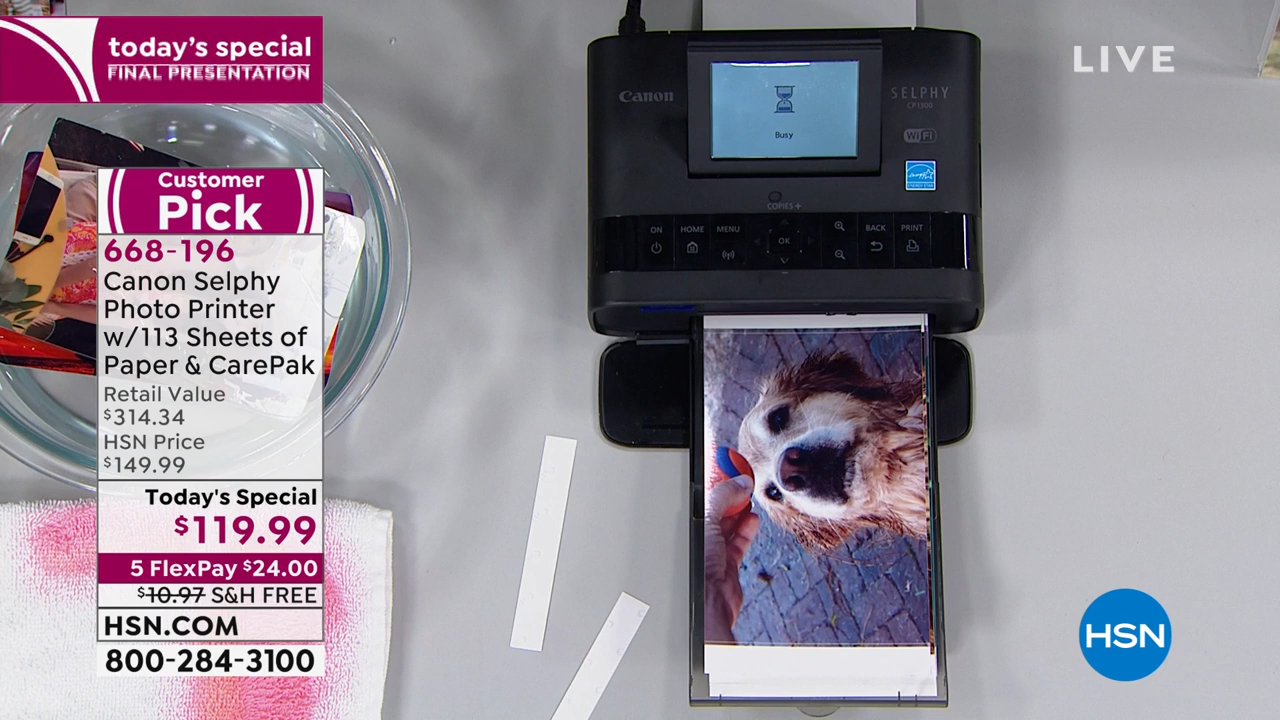 today's special
FINAL PRESENTATION
LIVE
Customer
Pick
668-196
Canon Selphy
Photo Printer
w/113 Sheets of
Paper & CarePak
Retail Value
$314.34
HSN Price
$149.99
Today's Special
$119.99
5 FlexPay $24.00
$10.97 S&H FREE
HSN.COM
800-284-3100
Canon
Busy
SELPHY
CP1300
WiFi
ENERGY STAR
COPIES +
ON
HOME
MENU
OK
BACK
PRINT
HSN